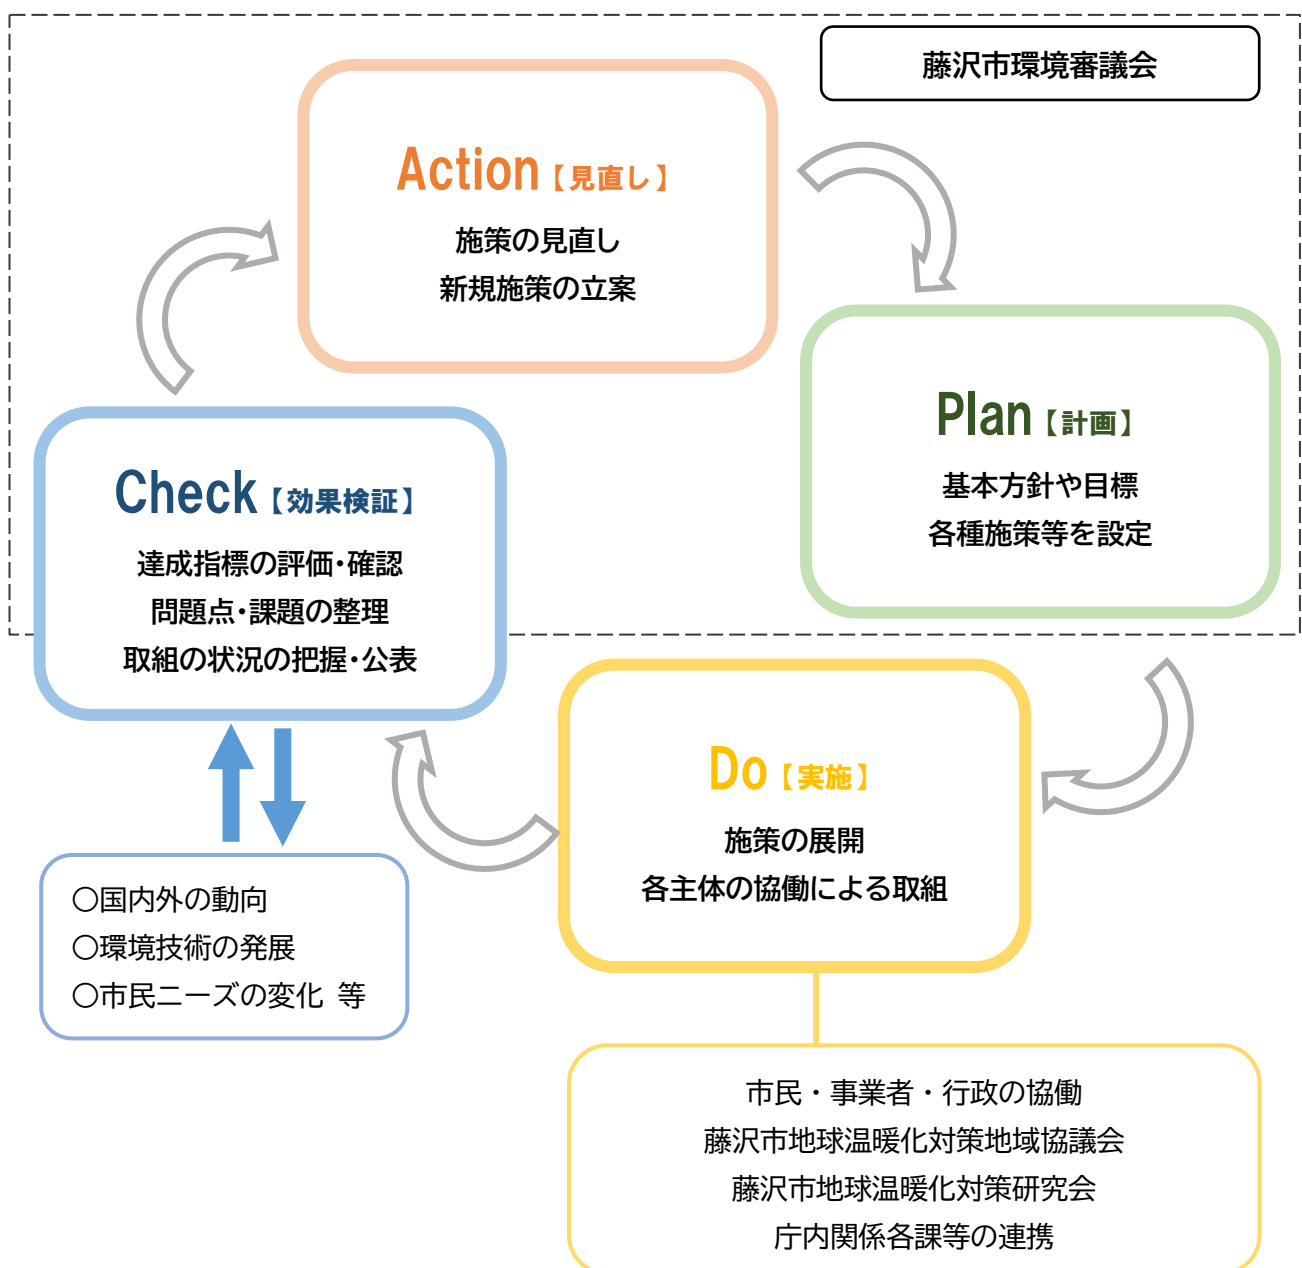 藤沢市環境審議会
Action【見直し】
施策の見直し
新規施策の立案
Plan【計画】
基本方針や目標
各種施策等を設定
Check【効果検証】
達成指標の評価・確認
問題点・課題の整理
取組の状況の把握・公表
Do【実施】
施策の展開
各主体の協働による取組
〇国内外の動向
〇環境技術の発展
〇市民ニーズの変化 等
市民・事業者・行政の協働
藤沢市地球温暖化対策地域協議会
藤沢市地球温暖化対策研究会
庁内関係各課等の連携